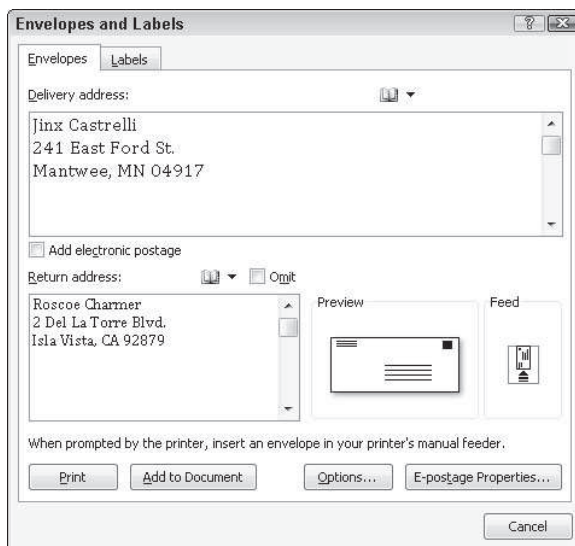 Envelopes and Labels
Envelopes Labels
Delivery address:
Jinx Castrelli
241 East Ford St.
Mantwee, MN 04917
Add electronic postage
Return address: Omit
Roscoe Charmer
2 Del La Torre Blvd.
Isla Vista, CA 92879
Preview Feed
When prompted by the printer, insert an envelope in your printer's manual feeder.
Print Add to Document Options... E-postage Properties...
Cancel